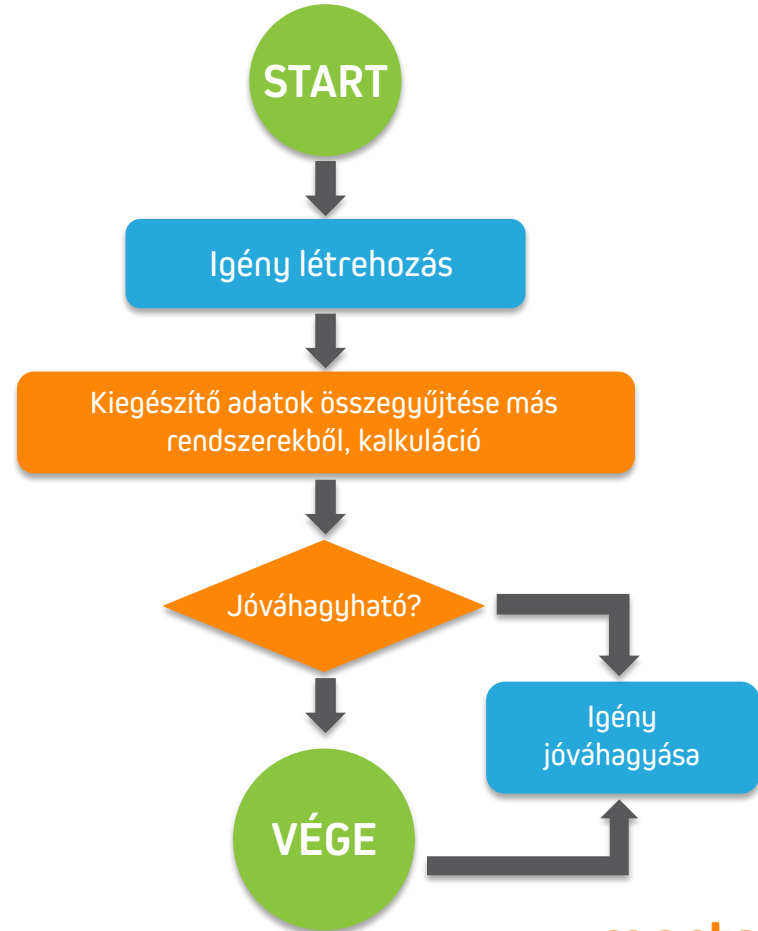 START
Igény létrehozás
Kiegészítő adatok összegyűjtése más
rendszerekből, kalkuláció
Jóváhagyható?
Igény
jóváhagyása
VÉGE